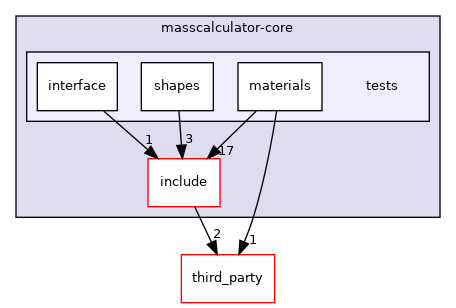 masscalculator-core
interface
shapes
materials
tests
1
3
17
include
2
1
third_party